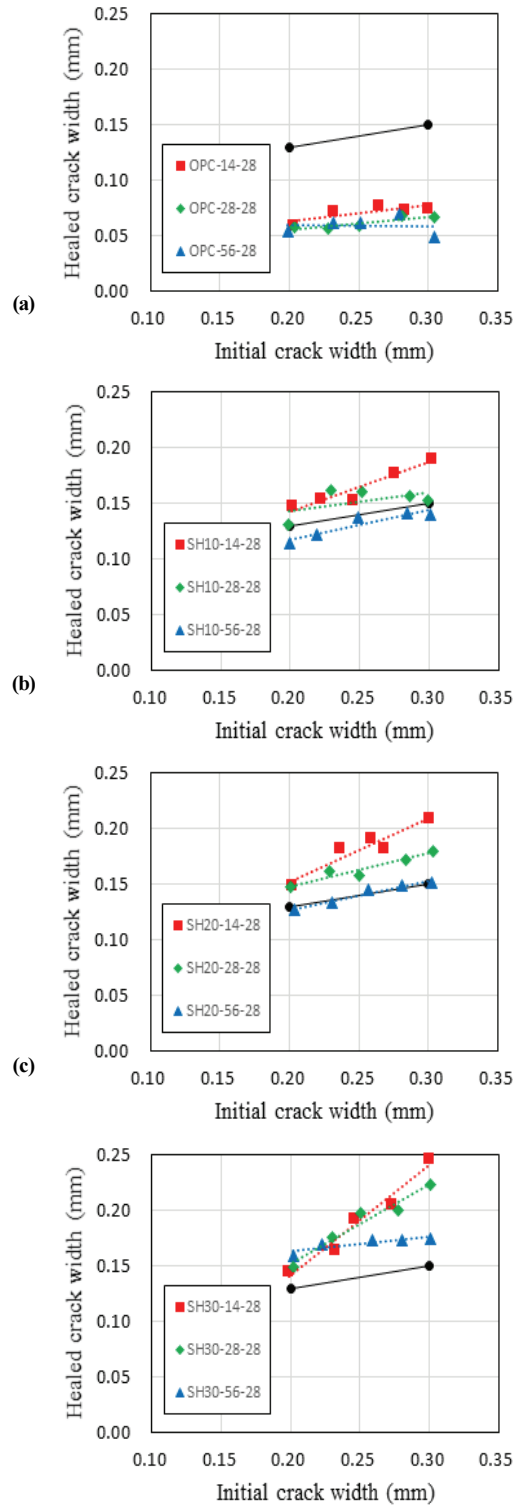 0.25
0.20
0.15
0.10
0.05
0.00
Healed crack width (mm)
OPC-14-28
OPC-28-28
OPC-56-28
(a)
0.10 0.15 0.20 0.25 0.30 0.35
Initial crack width (mm)
0.25
0.20
0.15
0.10
0.05
0.00
Healed crack width (mm)
SH10-14-28
SH10-28-28
SH10-56-28
(b)
0.10 0.15 0.20 0.25 0.30 0.35
Initial crack width (mm)
0.25
0.20
0.15
0.10
0.05
0.00
Healed crack width (mm)
SH20-14-28
SH20-28-28
SH20-56-28
(c)
0.10 0.15 0.20 0.25 0.30 0.35
Initial crack width (mm)
0.25
0.20
0.15
0.10
0.05
0.00
Healed crack width (mm)
SH30-14-28
SH30-28-28
SH30-56-28
0.10 0.15 0.20 0.25 0.30 0.35
Initial crack width (mm)